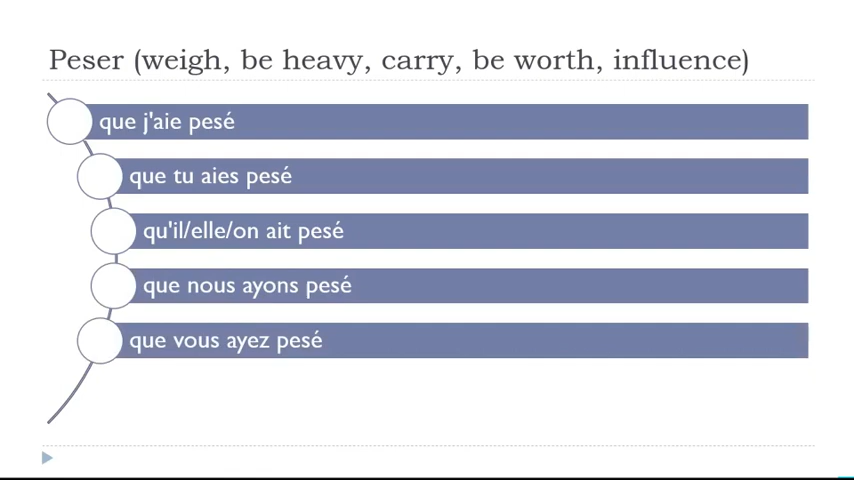 Peser (weigh, be heavy, carry, be worth, influence)
que j'aie pesé
que tu aies pesé
qu'il/elle/on ait pesé
que nous ayons pesé
que vous ayez pesé